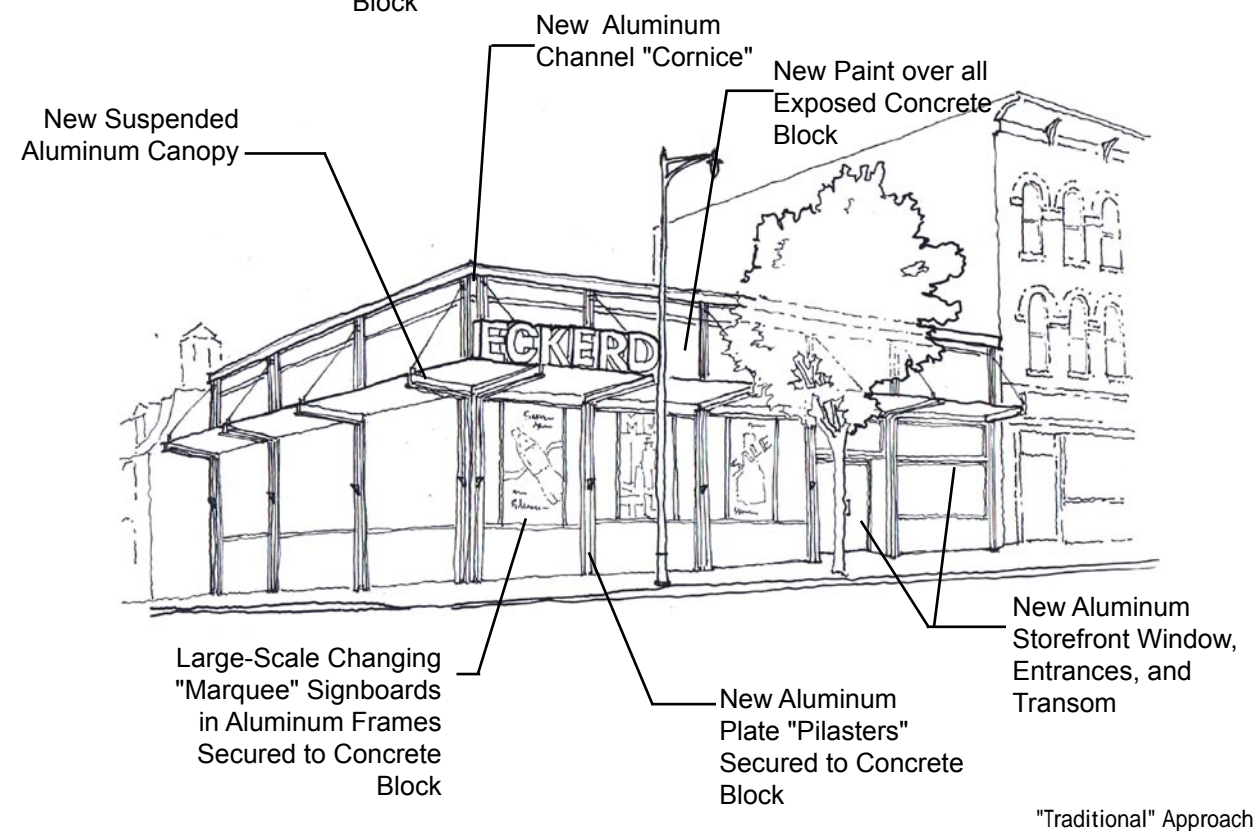 Block
New Aluminum
Channel "Cornice"
New Paint over all
Exposed Concrete
Block
New Suspended
Aluminum Canopy
ECKERD
SALE
Large-Scale Changing
"Marquee" Signboards
in Aluminum Frames
Secured to Concrete
Block
New Aluminum
Plate "Pilasters"
Secured to Concrete
Block
New Aluminum
Storefront Window,
Entrances, and
Transom
"Traditional" Approach